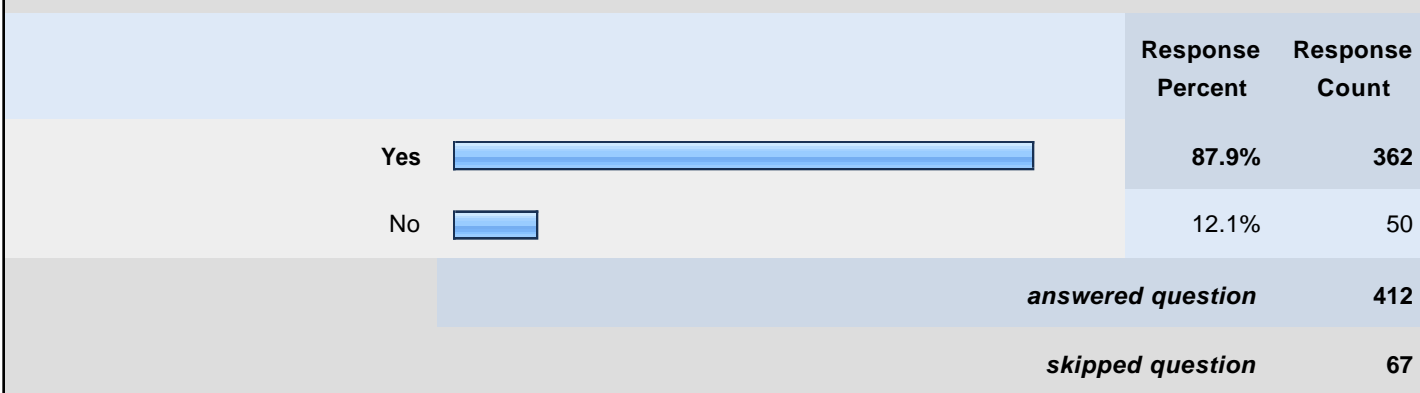 Response Response
Percent Count
Yes 87.9% 362
No 12.1% 50
answered question 412
skipped question 67